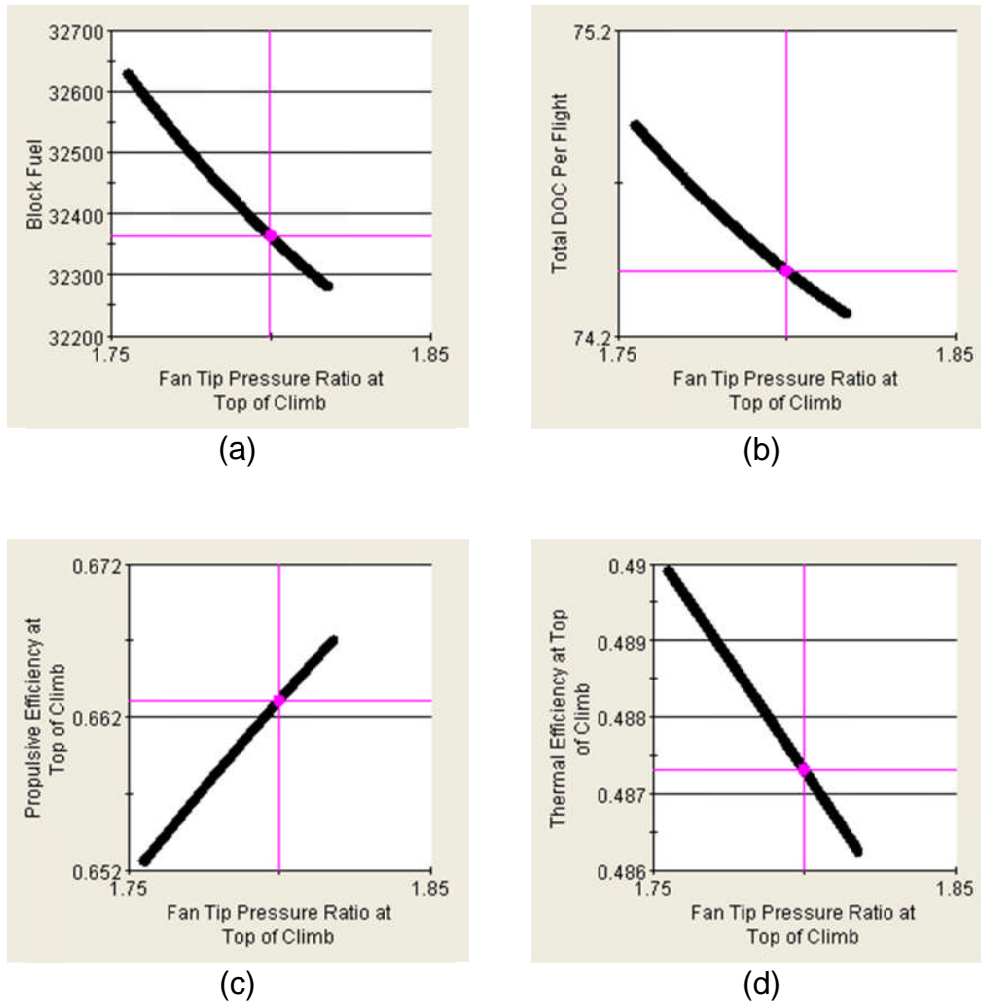 32700
32600
32500
32400
32300
32200
Block Fuel
1.75
1.85
Fan Tip Pressure Ratio at
Top of Climb
(a)
75.2
74.2
Total DOC Per Flight
1.75
1.85
Fan Tip Pressure Ratio at
Top of Climb
(b)
0.672
0.662
0.652
Propulsive Efficiency at
Top of Climb
1.75
1.85
Fan Tip Pressure Ratio at
Top of Climb
(c)
0.49
0.489
0.488
0.487
0.486
Thermal Efficiency at Top
of Climb
1.75
1.85
Fan Tip Pressure Ratio at
Top of Climb
(d)